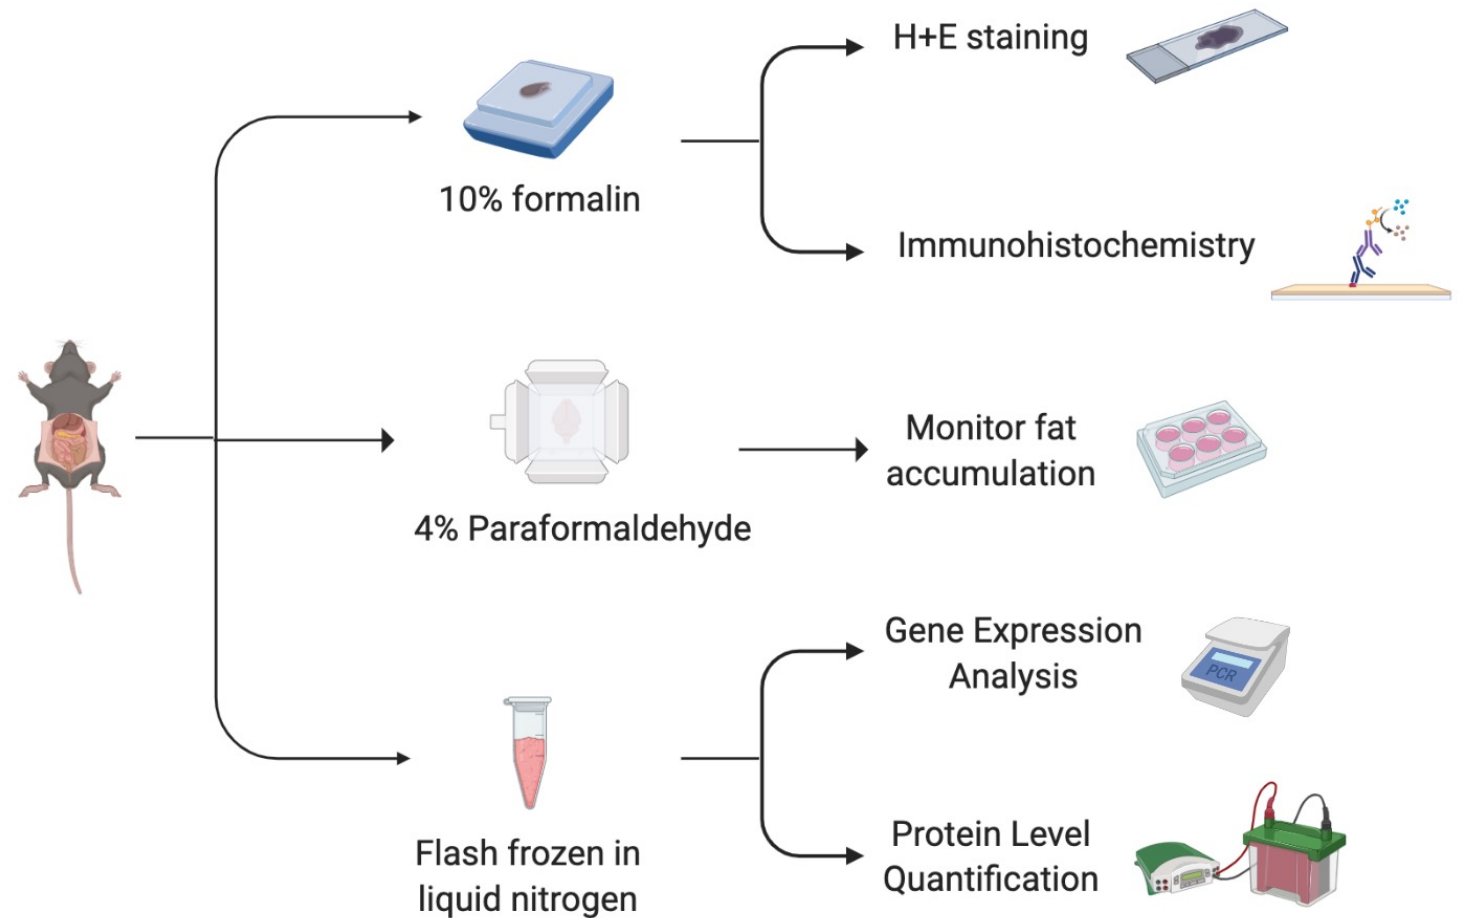 H+E staining
10% formalin
Immunohistochemistry
Monitor fat
accumulation
4% Paraformaldehyde
Gene Expression
Analysis
PCR
Flash frozen in
liquid nitrogen
Protein Level
Quantification